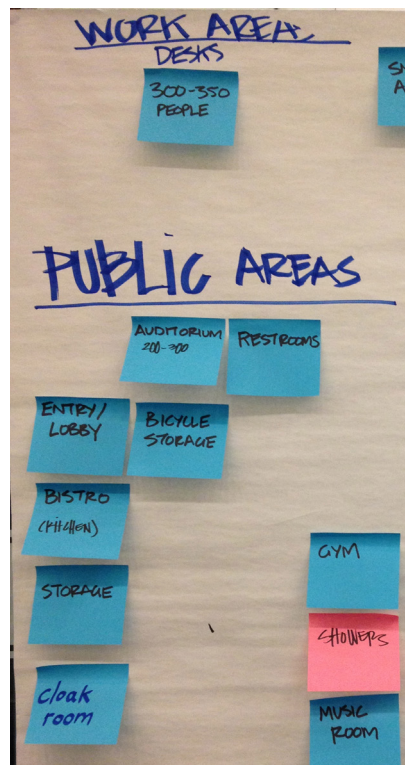 WORK AREA:
DESKS
300-350
PEOPLE
PUBLIC AREAS
AUDITORIUM
200-300
RESTROOMS
ENTRY/
LOBBY
BICYCLE
STORAGE
BISTRO
(KITCHEN)
STORAGE
Cloak
room
GYM
SHOWERS
MUSIC
ROOM